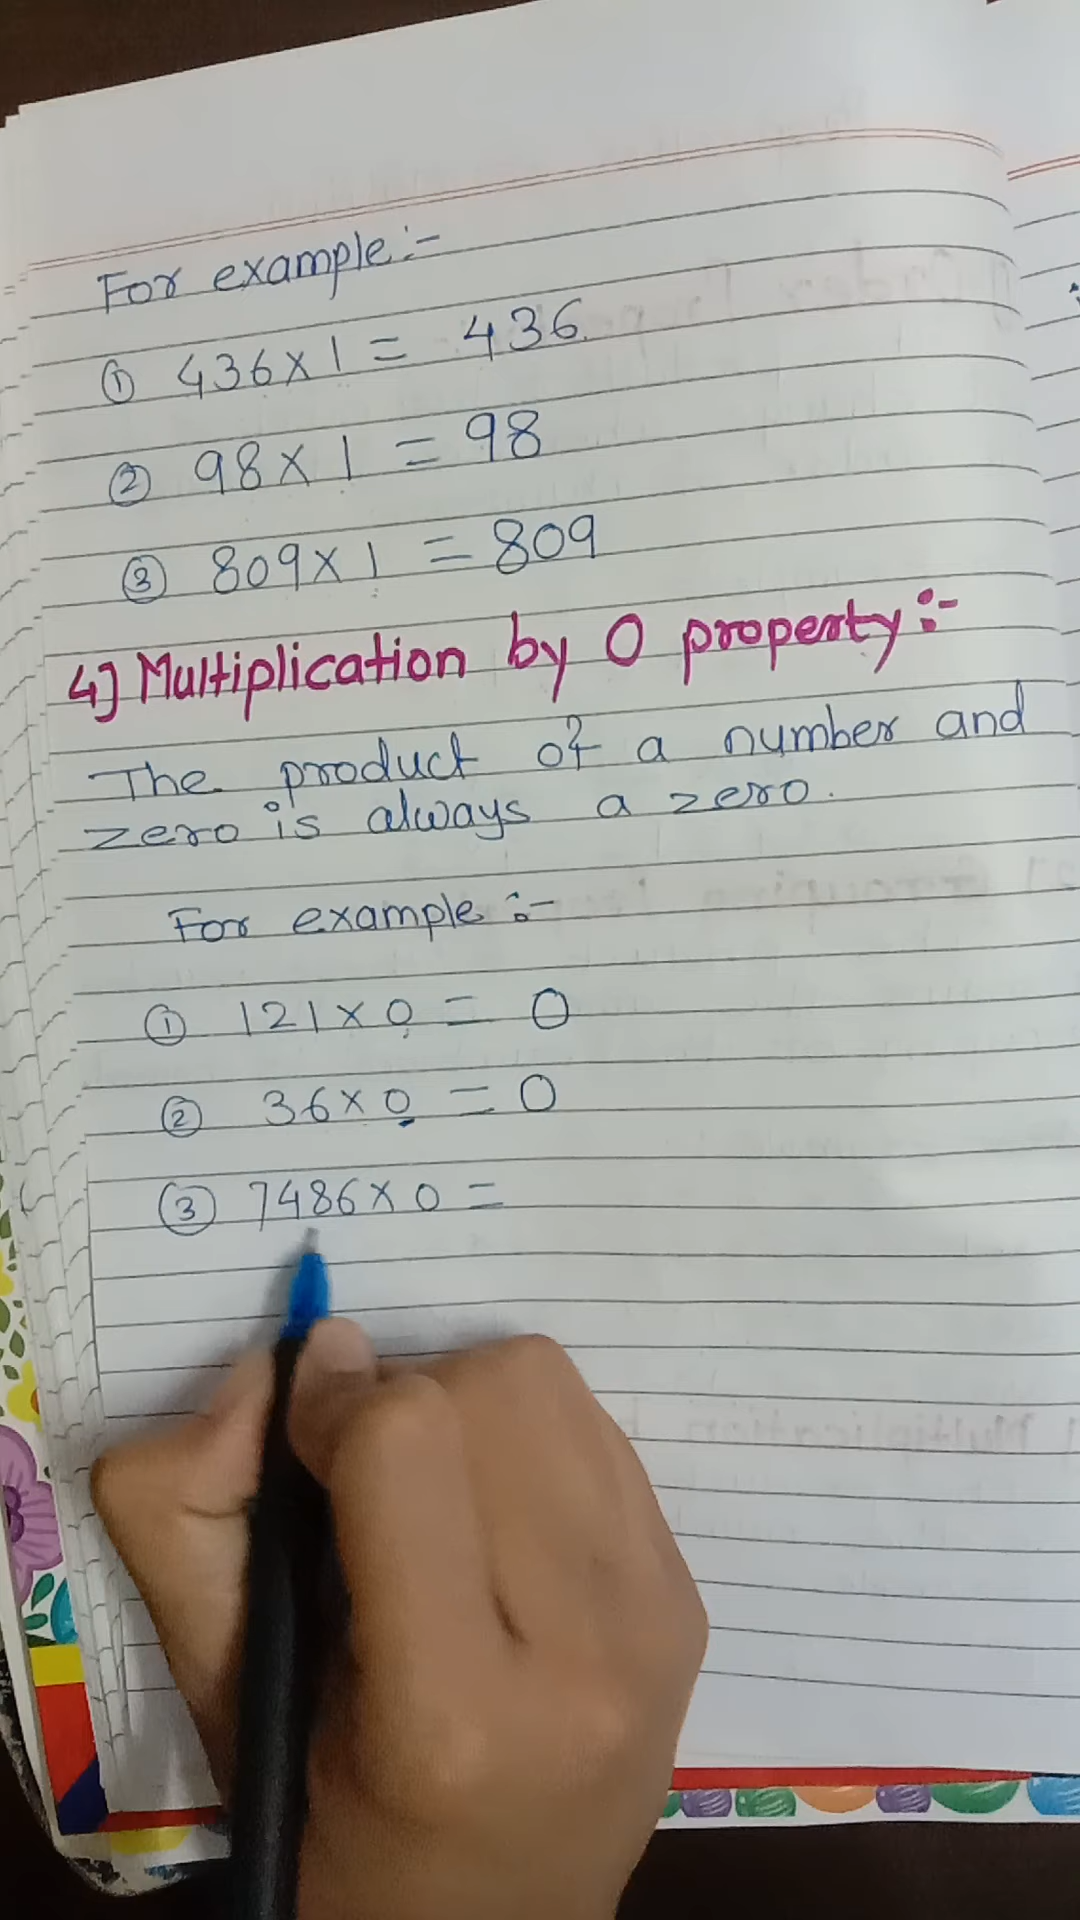 For example:-
① 436×1 = 436
② 98×1 = 98
③ 809×1 = 809
4] Multiplication by 0 property:-
The product of a number and
zero is always a zero.
For example:-
① 121×0 = 0
② 36×0 = 0
③ 7486×0 =